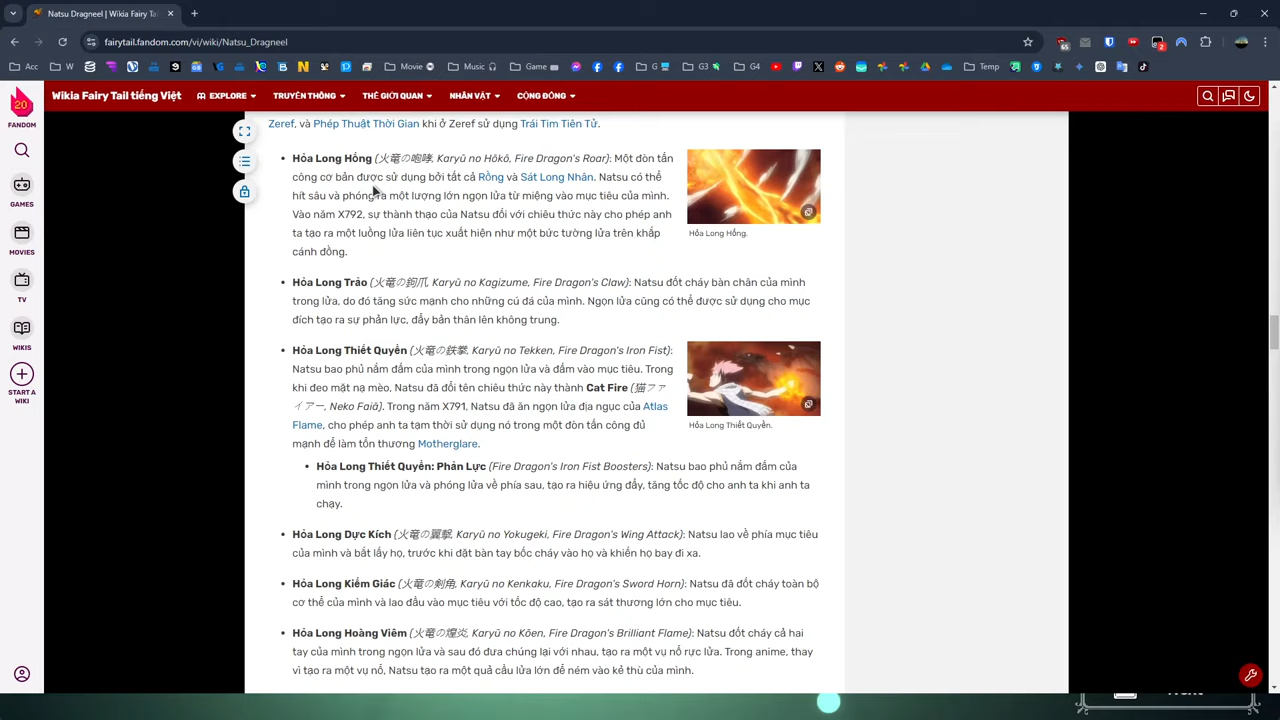 Natsu Dragneel | Wikia Fairy Ta
fairytail.fandom.com/vi/wiki/Natsu_Dragneel
Acc
W
Movie
Music
Game
G
G3
G4
Temp
65
2
20
FANDOM
GAMES
MOVIES
TV
WIKIS
START A
WIKI
Wikia Fairy Tail tiếng Việt
EXPLORE
TRUYỀN THÔNG
THẾ GIỚI QUAN
NHÂN VẬT
CỘNG ĐỒNG
Zeref, và Phép Thuật Thời Gian khi ở Zeref sử dụng Trái Tim Tiên Tử.
Hỏa Long Hống (火竜の咆哮, Karyū no Hōkō, Fire Dragon's Roar): Một đòn tấn
công cơ bản được sử dụng bởi tất cả Rồng và Sát Long Nhân. Natsu có thể
hít sâu và phóng ra một lượng lớn ngọn lửa từ miệng vào mục tiêu của mình.
Vào năm X792, sự thành thạo của Natsu đối với chiêu thức này cho phép anh
ta tạo ra một luồng lửa liên tục xuất hiện như một bức tường lửa trên khắp
cánh đồng.
Hỏa Long Hống.
Hỏa Long Trảo (火竜の鉤爪, Karyū no Kagizume, Fire Dragon's Claw): Natsu đốt cháy bàn chân của mình
trong lửa, do đó tăng sức mạnh cho những cú đá của mình. Ngọn lửa cũng có thể được sử dụng cho mục
đích tạo ra sự phản lực, đẩy bản thân lên không trung.
Hỏa Long Thiết Quyền (火竜の鉄拳, Karyū no Tekken, Fire Dragon's Iron Fist):
Natsu bao phủ nắm đấm của mình trong ngọn lửa và đấm vào mục tiêu. Trong
khi đeo mặt nạ mèo, Natsu đã đổi tên chiêu thức này thành Cat Fire (猫ファ
イアー, Neko Faiā). Trong năm X791, Natsu đã ăn ngọn lửa địa ngục của Atlas
Flame, cho phép anh ta tạm thời sử dụng nó trong một đòn tấn công đủ
mạnh để làm tổn thương Motherglare.
Hỏa Long Thiết Quyền.
Hỏa Long Thiết Quyền: Phản Lực (Fire Dragon's Iron Fist Boosters): Natsu bao phủ nắm đấm của
mình trong ngọn lửa và phóng lửa về phía sau, tạo ra hiệu ứng đẩy, tăng tốc độ cho anh ta khi anh ta
chạy.
Hỏa Long Dực Kích (火竜の翼撃, Karyū no Yokugeki, Fire Dragon's Wing Attack): Natsu lao về phía mục tiêu
của mình và bắt lấy họ, trước khi đặt bàn tay bốc cháy vào họ và khiến họ bay đi xa.
Hỏa Long Kiếm Giác (火竜の剣角, Karyū no Kenkaku, Fire Dragon's Sword Horn): Natsu đã đốt cháy toàn bộ
cơ thể của mình và lao đầu vào mục tiêu với tốc độ cao, tạo ra sát thương lớn cho mục tiêu.
Hỏa Long Hoàng Viêm (火竜の煌炎, Karyū no Kōen, Fire Dragon's Brilliant Flame): Natsu đốt cháy cả hai
tay của mình trong ngọn lửa và sau đó đưa chúng lại với nhau, tạo ra một vụ nổ rực lửa. Trong anime, thay
vì tạo ra một vụ nổ, Natsu tạo ra một quả cầu lửa lớn để ném vào kẻ thù của mình.